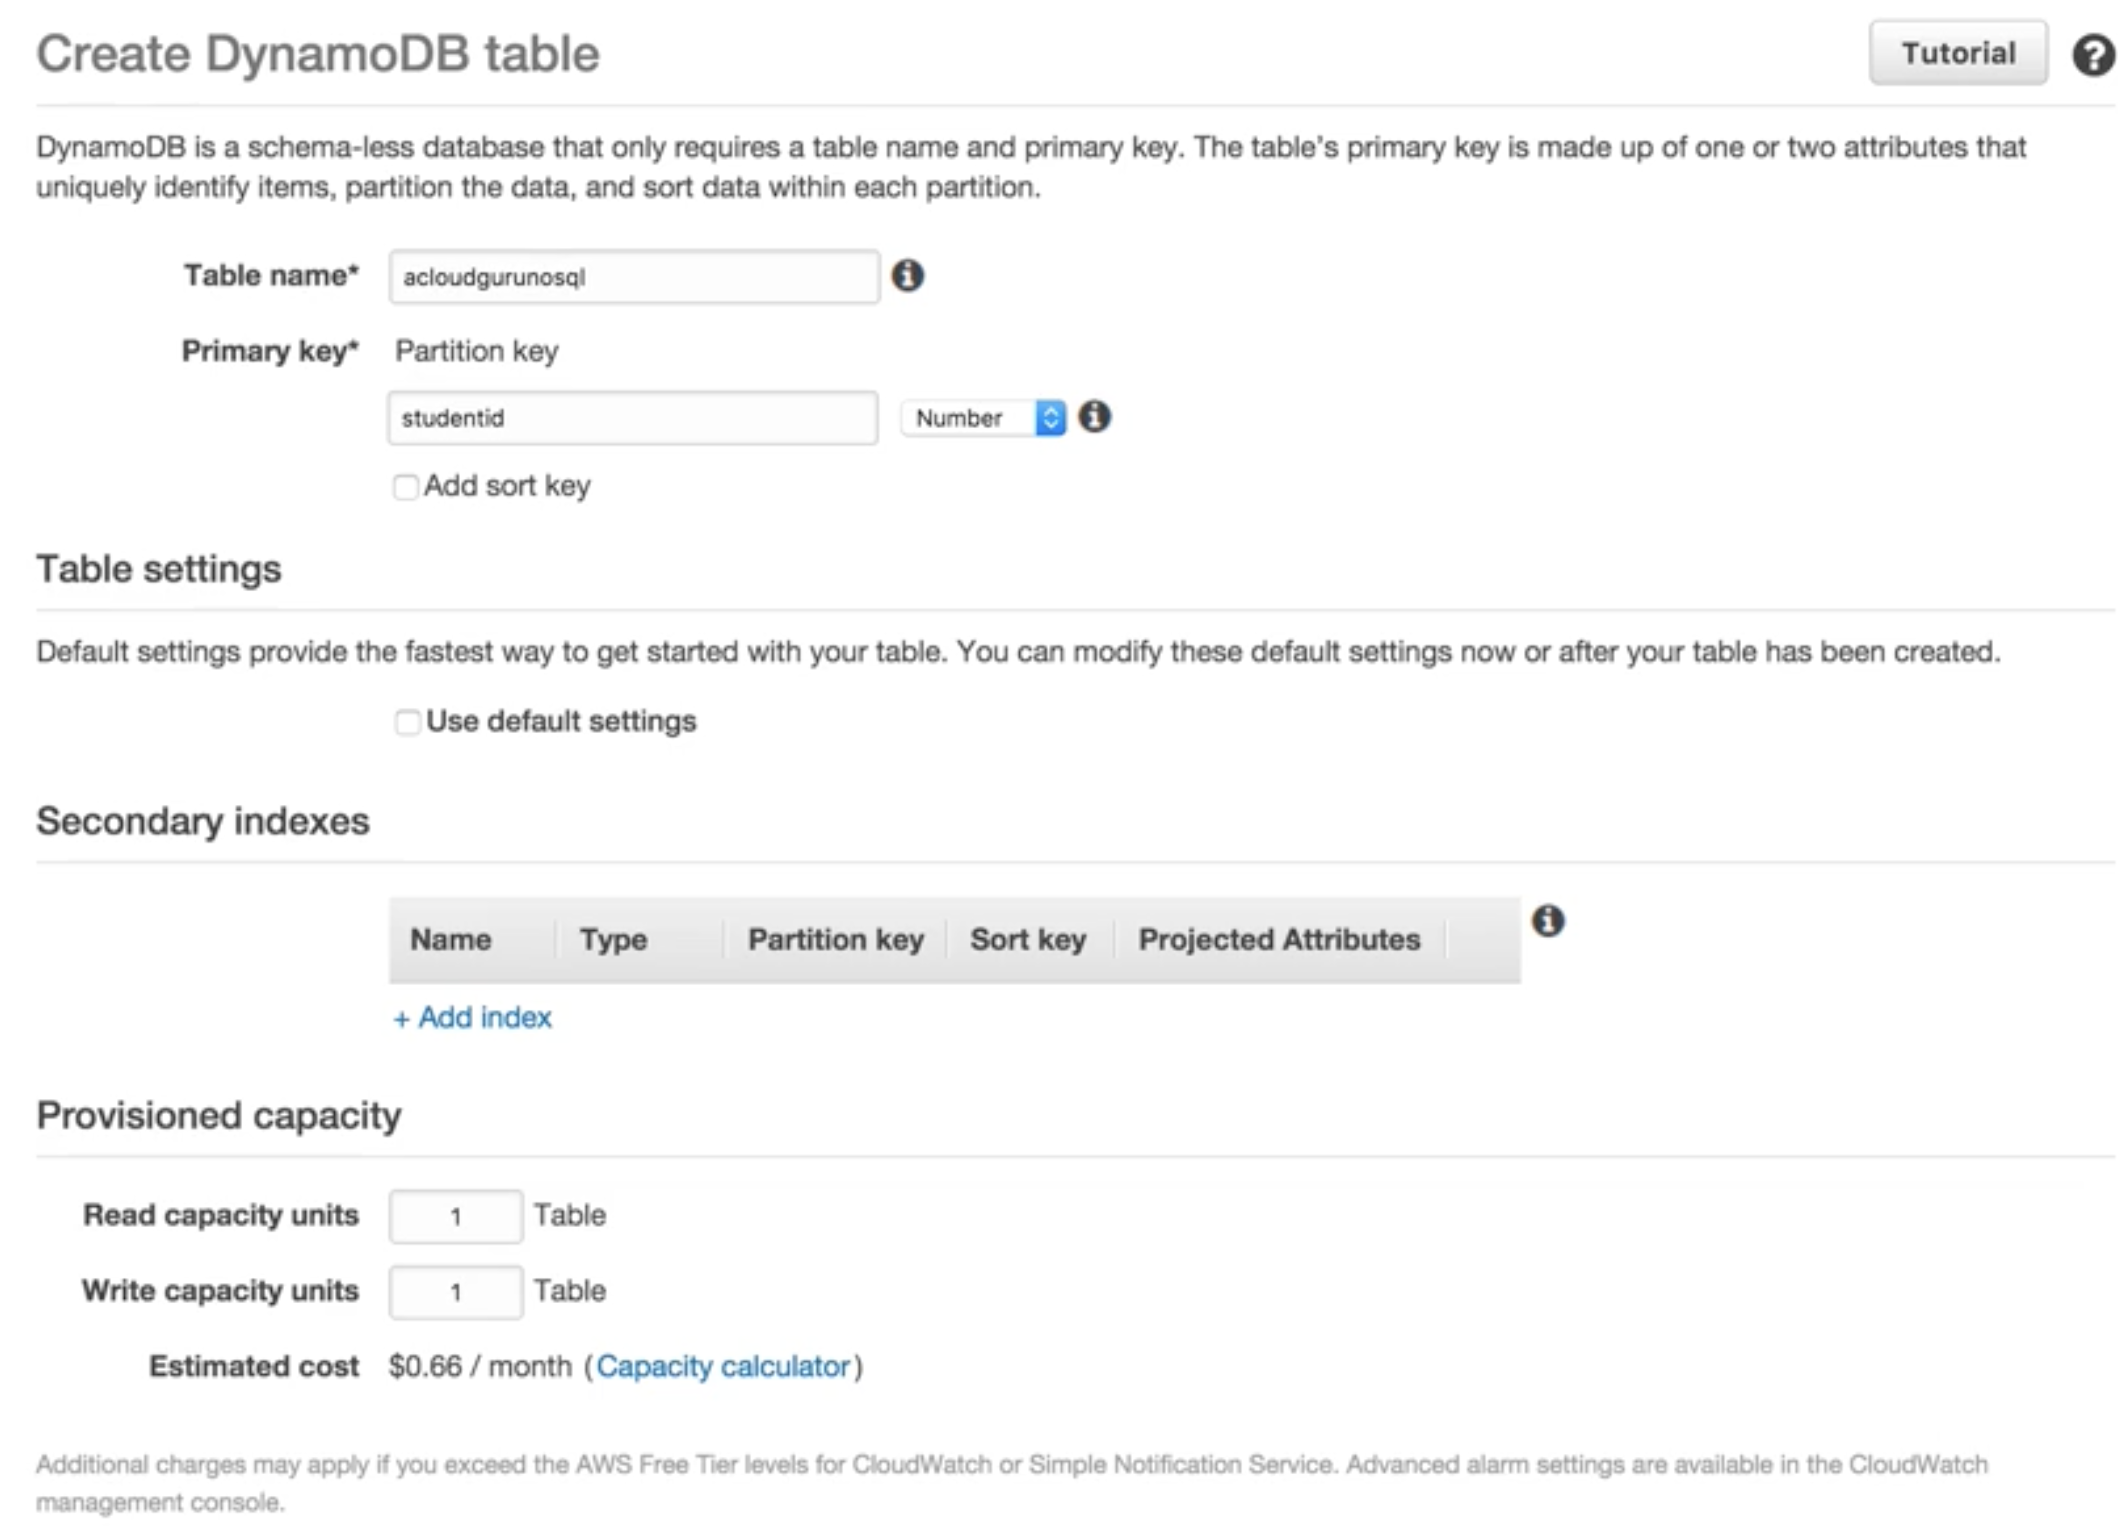 Create DynamoDB table
Tutorial
DynamoDB is a schema-less database that only requires a table name and primary key. The table's primary key is made up of one or two attributes that
uniquely identify items, partition the data, and sort data within each partition.
Table name* acloudgurunosql
Primary key* Partition key
studentid Number
Add sort key
Table settings
Default settings provide the fastest way to get started with your table. You can modify these default settings now or after your table has been created.
Use default settings
Secondary indexes
Name Type Partition key Sort key Projected Attributes
+ Add index
Provisioned capacity
Read capacity units 1 Table
Write capacity units 1 Table
Estimated cost $0.66 / month (Capacity calculator)
Additional charges may apply if you exceed the AWS Free Tier levels for CloudWatch or Simple Notification Service. Advanced alarm settings are available in the CloudWatch
management console.